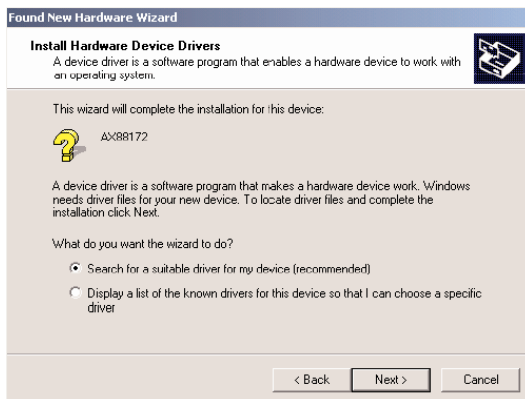 Found New Hardware Wizard
Install Hardware Device Drivers
A device driver is a software program that enables a hardware device to work with
an operating system.
This wizard will complete the installation for this device:
AX88172
A device driver is a software program that makes a hardware device work. Windows
needs driver files for your new device. To locate driver files and complete the
installation click Next.
What do you want the wizard to do?
Search for a suitable driver for my device (recommended)
Display a list of the known drivers for this device so that I can choose a specific
driver
< Back Next > Cancel